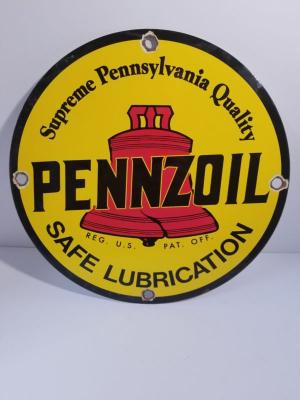 Supreme Pennsylvania Quality
PENNZOIL
REG. U.S. PAT. OFF.
SAFE LUBRICATION